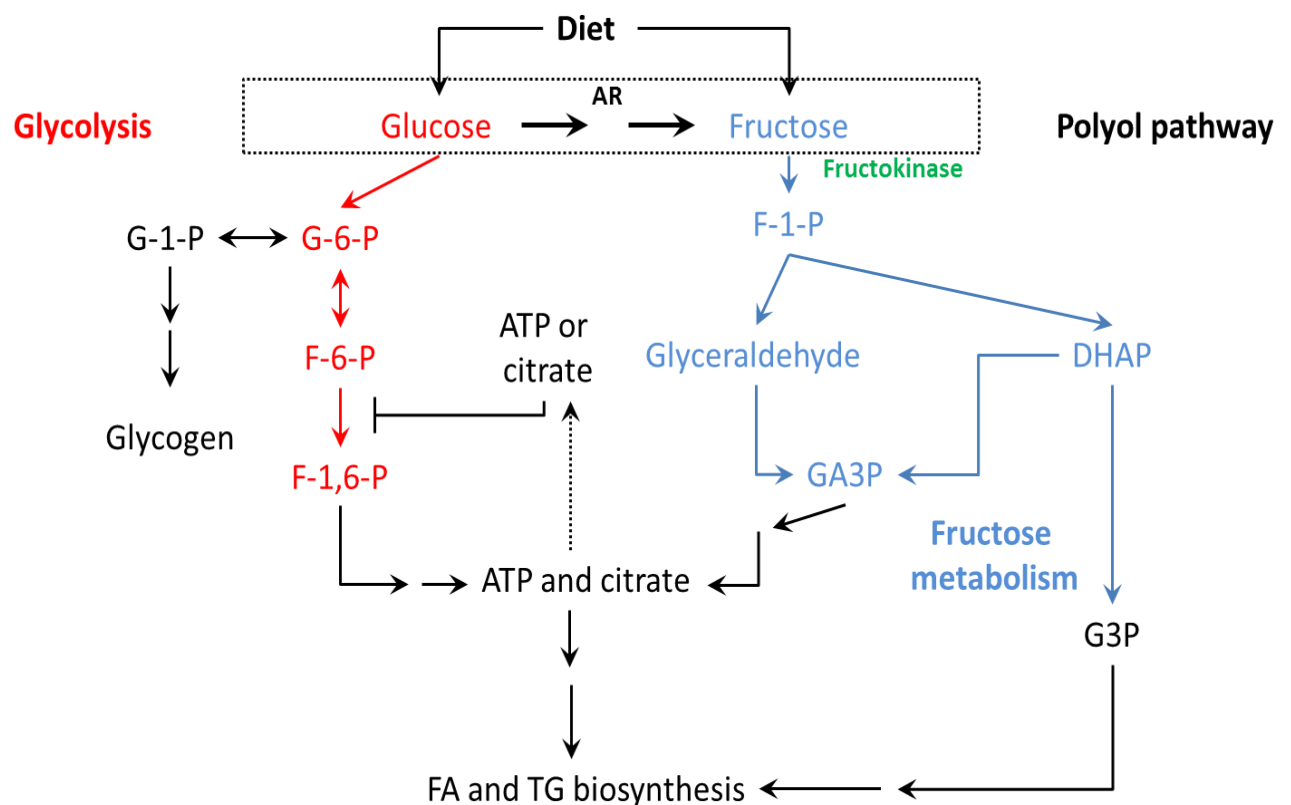 Diet
AR
Glycolysis
Glucose
Fructose
Polyol pathway
Fructokinase
G-1-P
G-6-P
F-1-P
ATP or
citrate
F-6-P
Glyceraldehyde
DHAP
Glycogen
F-1,6-P
GA3P
Fructose
metabolism
ATP and citrate
G3P
FA and TG biosynthesis